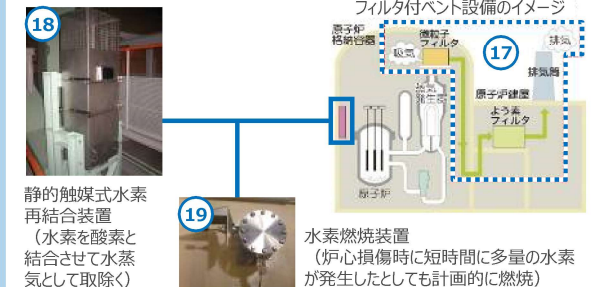 フィルタ付ベント設備のイメージ
18
原子炉
格納容器
微粒子
フィルタ
吸気
17
排気
排気筒
蒸気
発生器
原子炉建屋
よう素
フィルタ
原子炉
静的触媒式水素
再結合装置
(水素を酸素と
結合させて水蒸
気として取除く)
19
水素燃焼装置
(炉心損傷時に短時間に多量の水素
が発生したとしても計画的に燃焼)